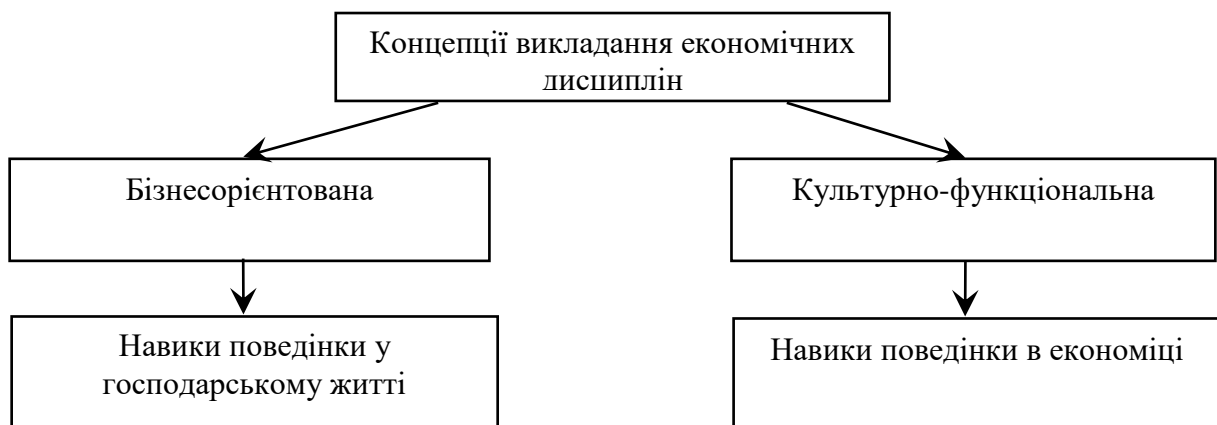 Концепції викладання економічних
дисциплін
Бізнесорієнтована
Культурно-функціональна
Навики поведінки у
господарському житті
Навики поведінки в економіці